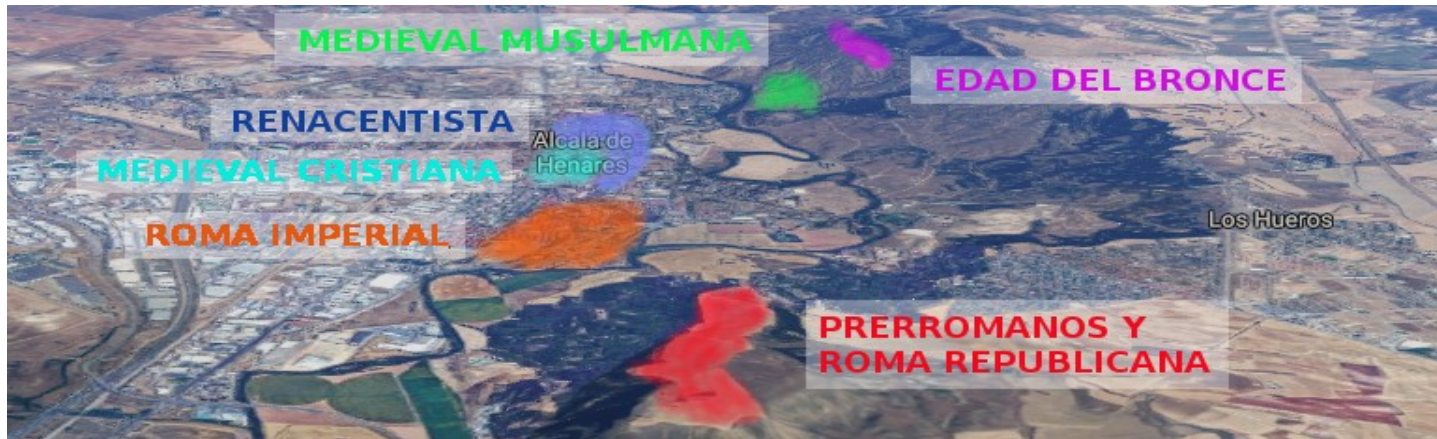 MEDIEVAL MUSULMANA
EDAD DEL BRONCE
RENACENTISTA
Alcalá de
Henares
MEDIEVAL CRISTIANA
ROMA IMPERIAL
Los Hueros
PRERROMANOS Y
ROMA REPUBLICANA